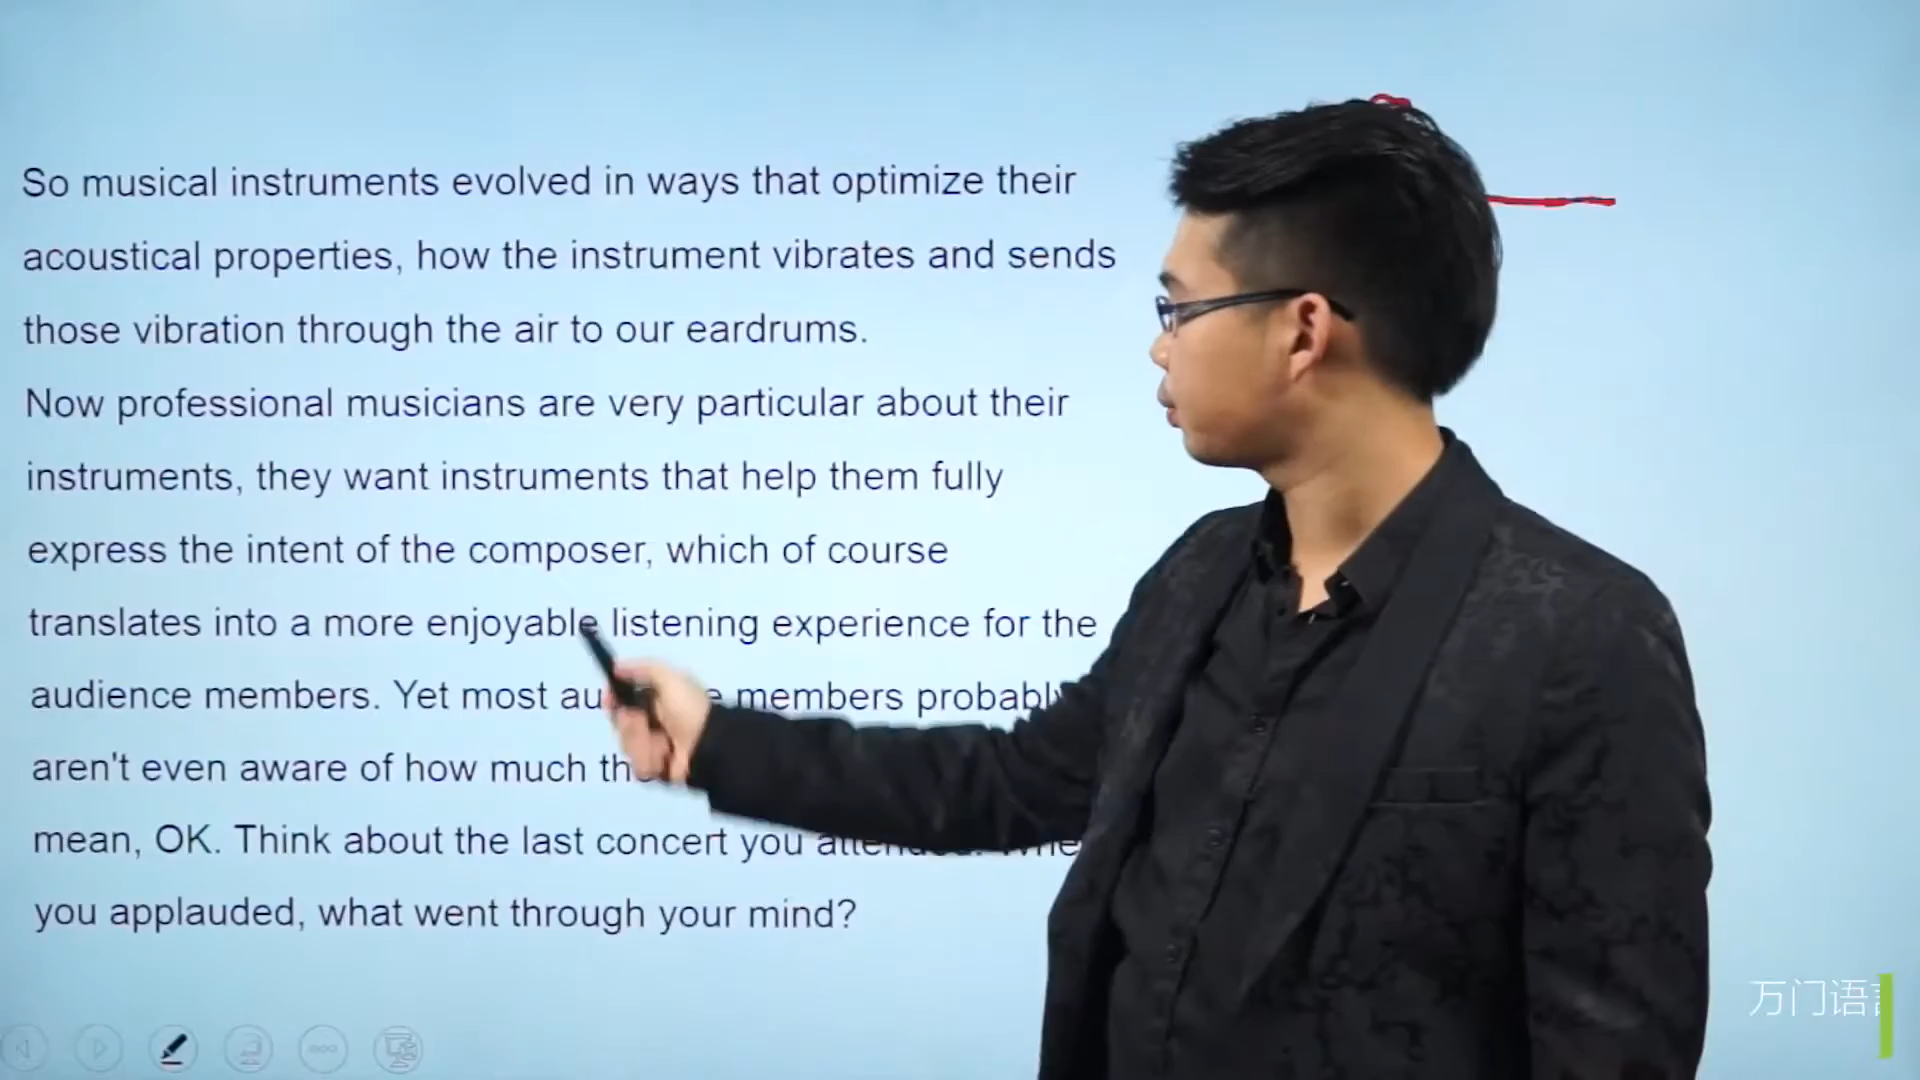 So musical instruments evolved in ways that optimize their
acoustical properties, how the instrument vibrates and sends
those vibration through the air to our eardrums.
Now professional musicians are very particular about their
instruments, they want instruments that help them fully
express the intent of the composer, which of course
translates into a more enjoyable listening experience for the
audience members. Yet most members probably
aren't even aware of how much
mean, OK. Think about the last concert you
you applauded, what went through your mind?
万门语